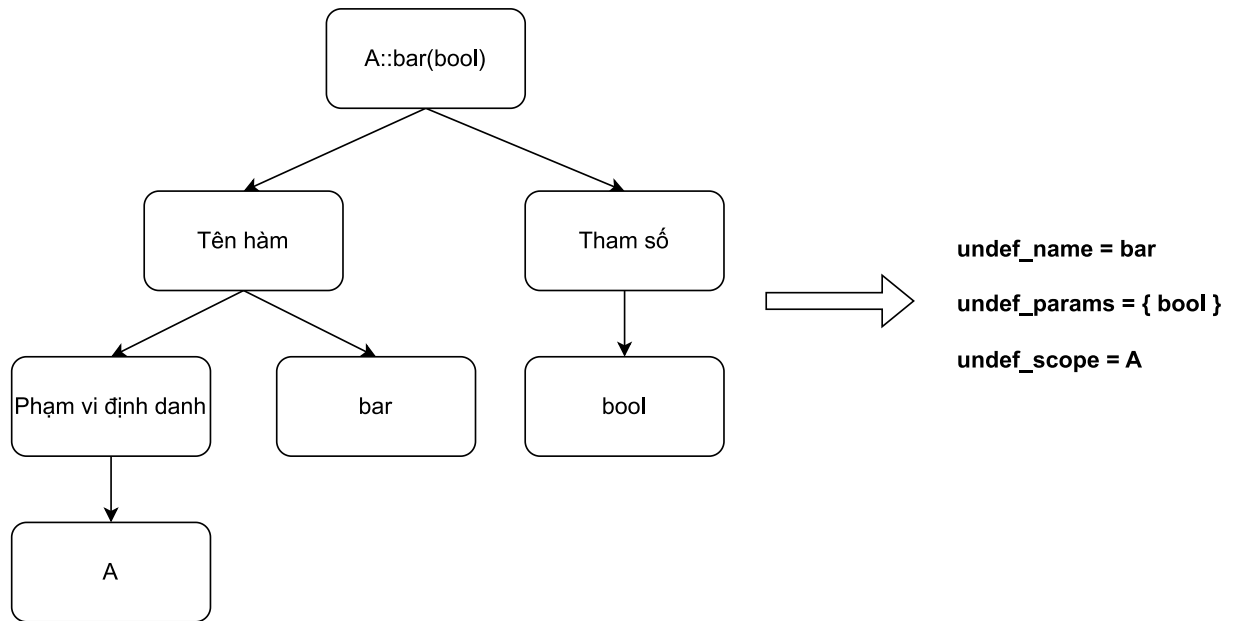 A::bar(bool)
Tên hàm
Tham số
undef_name = bar
undef_params = { bool }
undef_scope = A
Phạm vi định danh
bar
bool
A